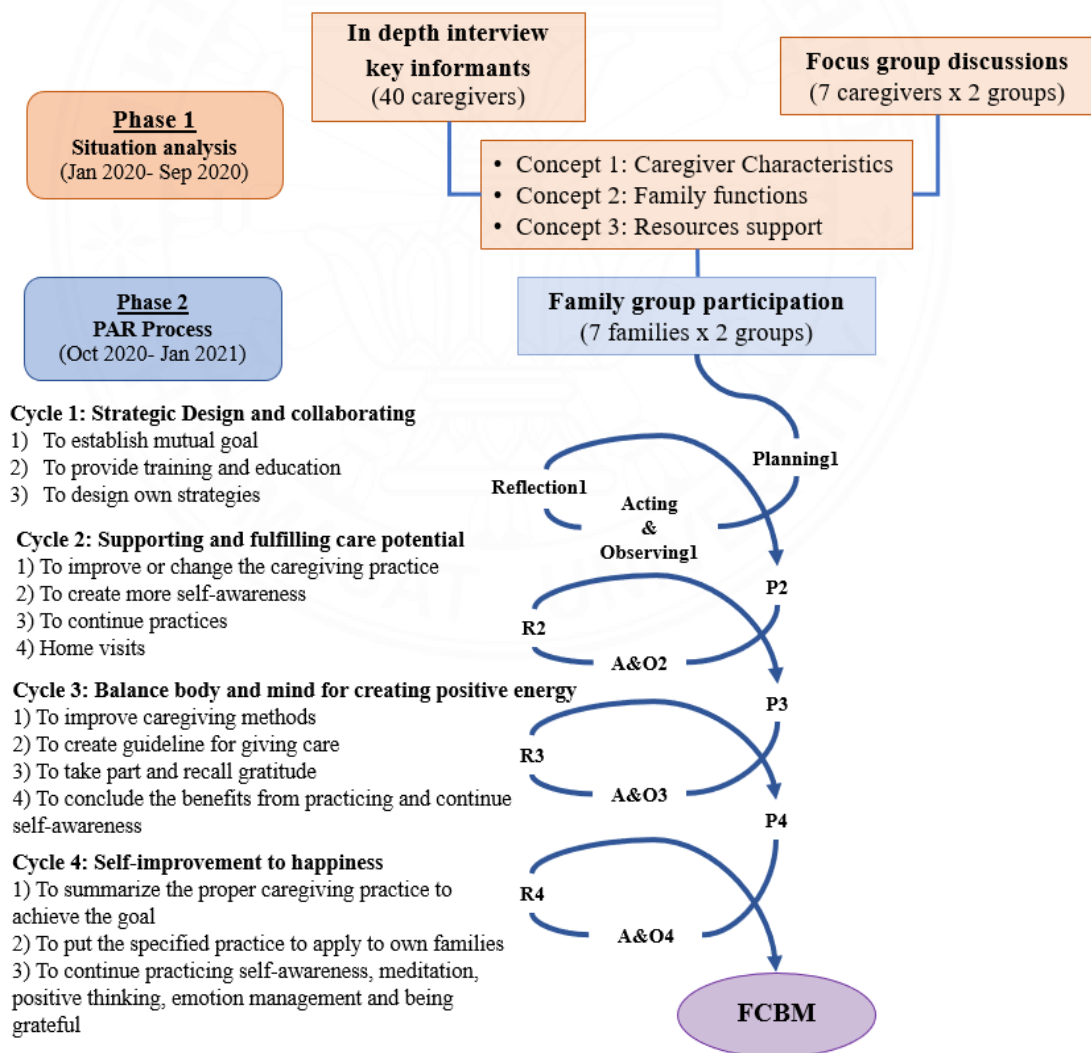 In depth interview
key informants
(40 caregivers)
Focus group discussions
(7 caregivers x 2 groups)
Phase 1
Situation analysis
(Jan 2020- Sep 2020)
• Concept 1: Caregiver Characteristics
• Concept 2: Family functions
• Concept 3: Resources support
Phase 2
PAR Process
(Oct 2020- Jan 2021)
Family group participation
(7 families x 2 groups)
Cycle 1: Strategic Design and collaborating
1) To establish mutual goal
2) To provide training and education
3) To design own strategies
Planning1
Reflection1
Acting
&
Observing1
Cycle 2: Supporting and fulfilling care potential
1) To improve or change the caregiving practice
2) To create more self-awareness
3) To continue practices
4) Home visits
P2
R2
A&O2
Cycle 3: Balance body and mind for creating positive energy
1) To improve caregiving methods
2) To create guideline for giving care
3) To take part and recall gratitude
4) To conclude the benefits from practicing and continue
self-awareness
P3
R3
A&O3
Cycle 4: Self-improvement to happiness
1) To summarize the proper caregiving practice to
achieve the goal
2) To put the specified practice to apply to own families
3) To continue practicing self-awareness, meditation,
positive thinking, emotion management and being
grateful
P4
R4
A&O4
FCBM